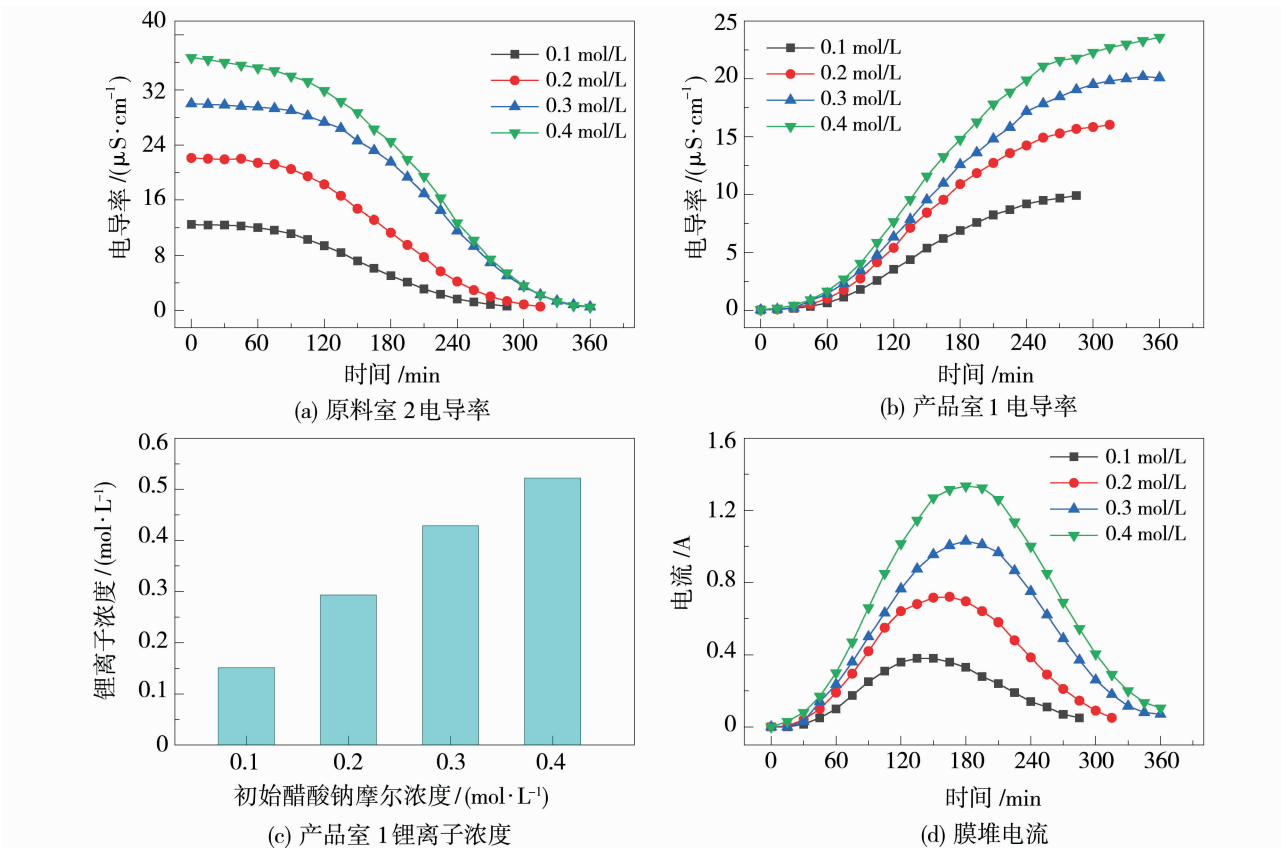 40
32
24
16
8
0
电导率 /(μS·cm⁻¹)
0.1 mol/L
0.2 mol/L
0.3 mol/L
0.4 mol/L
0 60 120 180 240 300 360
时间 /min
(a) 原料室 2电导率
25
20
15
10
5
0
电导率 /(μS·cm⁻¹)
0.1 mol/L
0.2 mol/L
0.3 mol/L
0.4 mol/L
0 60 120 180 240 300 360
时间 /min
(b) 产品室 1 电导率
0.6
0.5
0.4
0.3
0.2
0.1
0
锂离子浓度 /(mol·L⁻¹)
0.1 0.2 0.3 0.4
初始醋酸钠摩尔浓度 /(mol·L⁻¹)
(c) 产品室 1锂离子浓度
1.6
1.2
0.8
0.4
0
电流 /A
0.1 mol/L
0.2 mol/L
0.3 mol/L
0.4 mol/L
0 60 120 180 240 300 360
时间 /min
(d) 膜堆电流